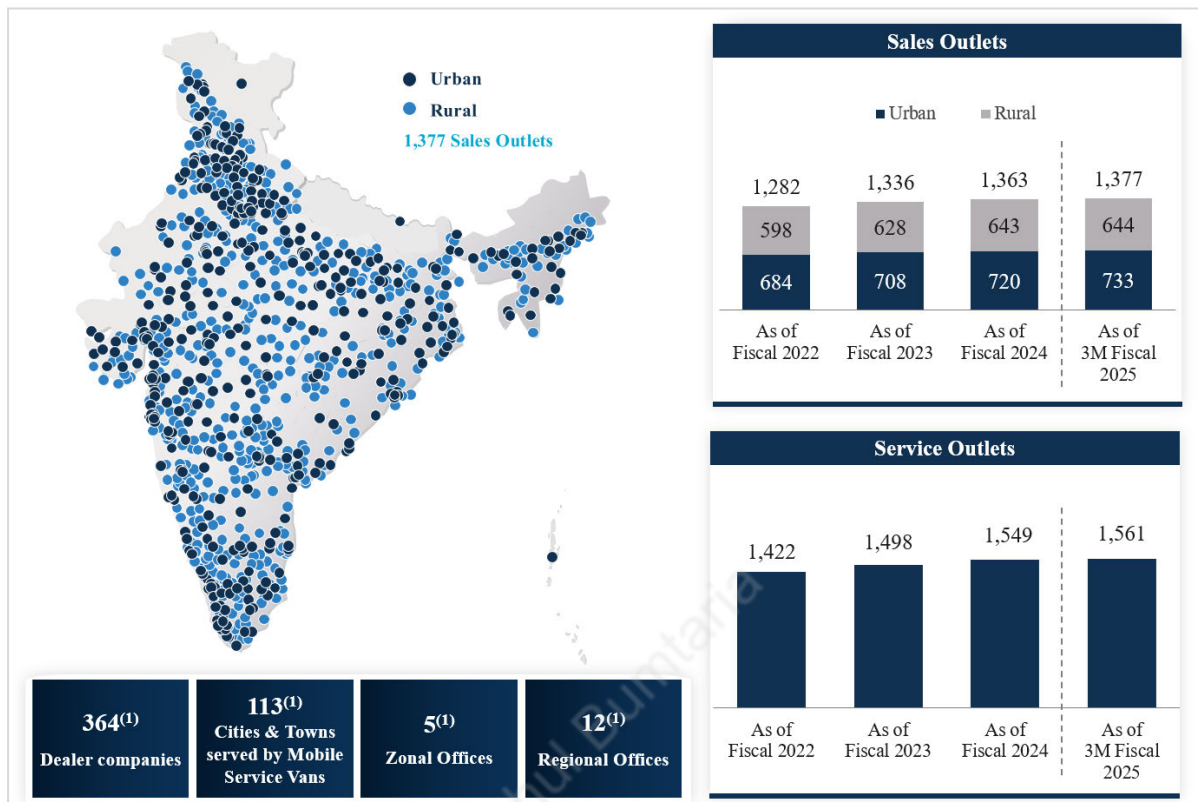 Urban
Rural
1,377 Sales Outlets
364(1)
Dealer companies
113(1)
Cities & Towns
served by Mobile
Service Vans
5(1)
Zonal Offices
12(1)
Regional Offices
Sales Outlets
Urban Rural
1,282 1,336 1,363 1,377
598 628 643 644
684 708 720 733
As of As of As of As of
Fiscal 2022 Fiscal 2023 Fiscal 2024 3M Fiscal
2025
Service Outlets
1,422 1,498 1,549 1,561
As of As of As of As of
Fiscal 2022 Fiscal 2023 Fiscal 2024 3M Fiscal
2025